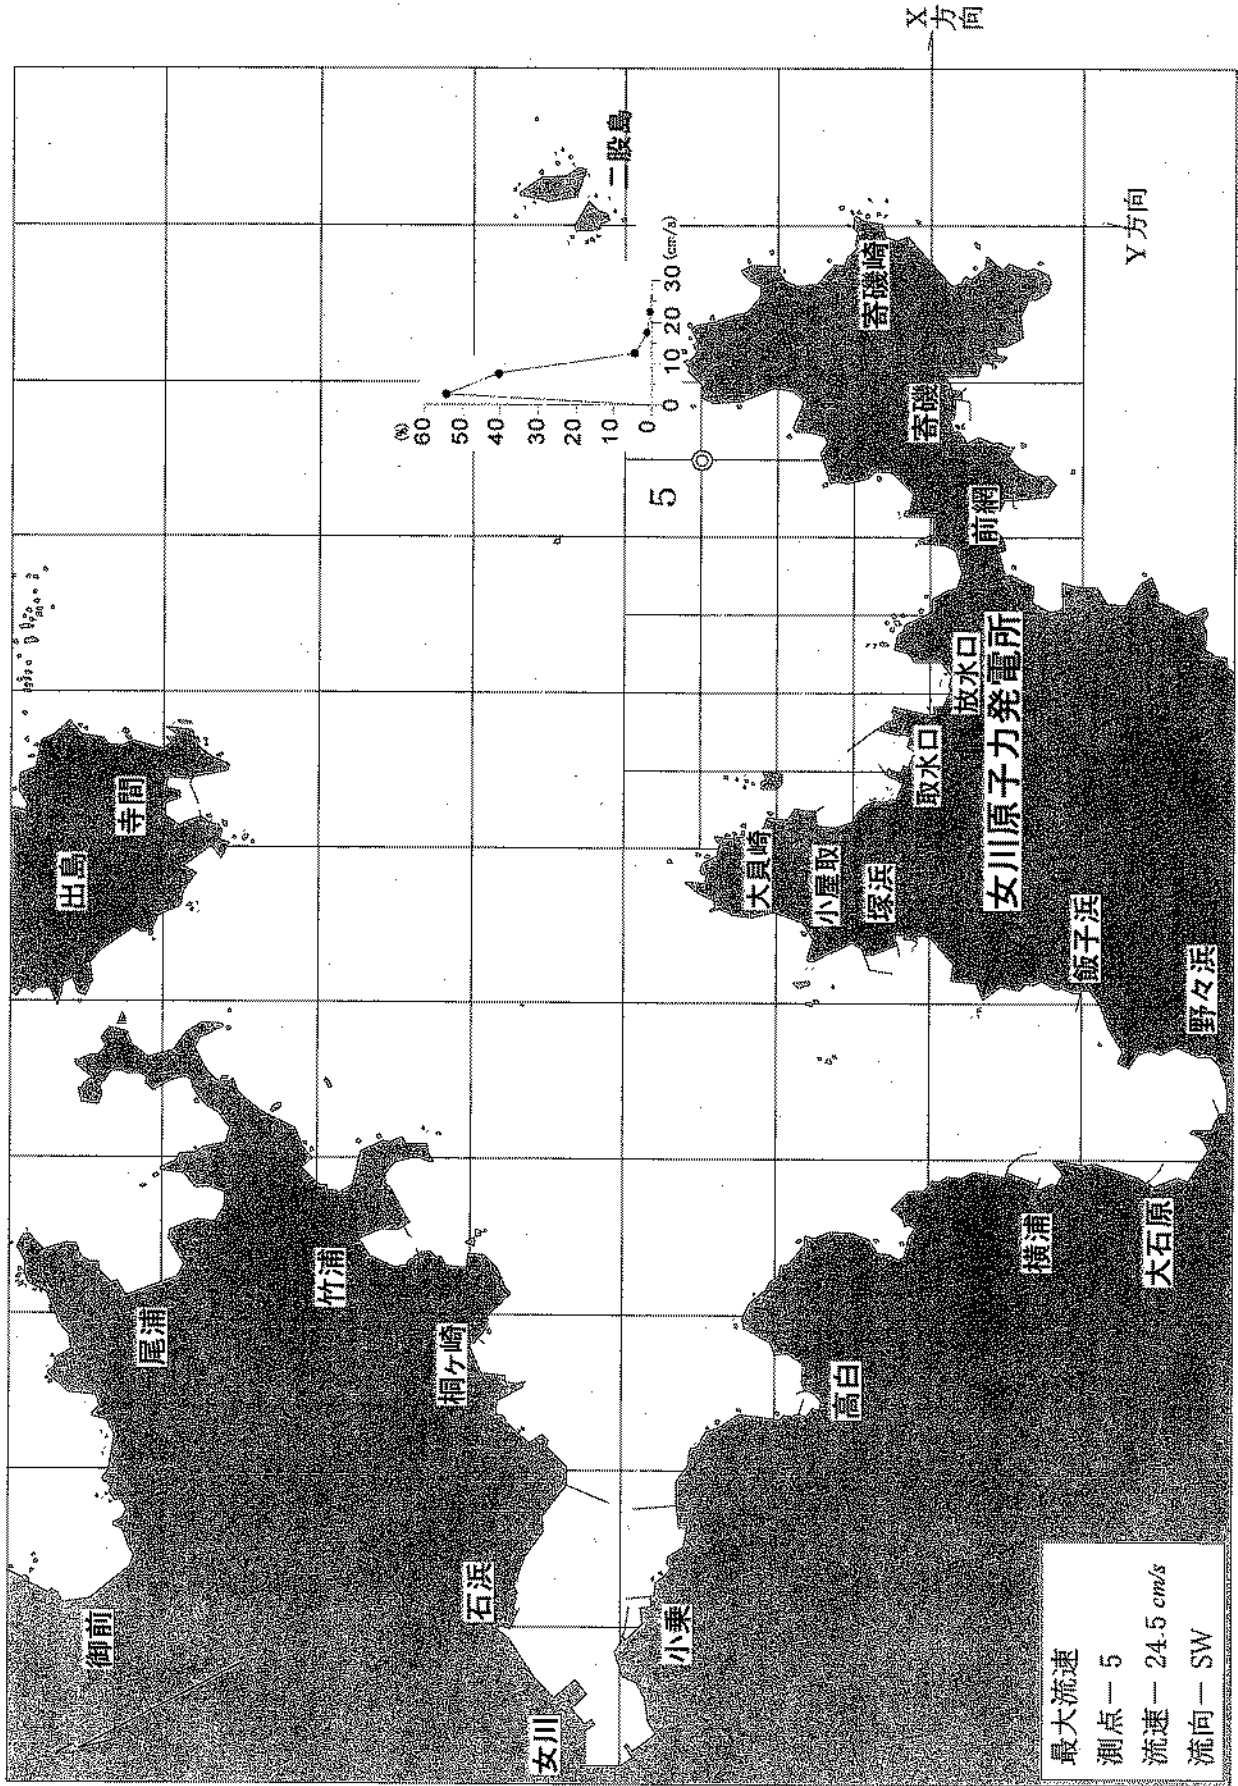 御前
尾浦
出島
寺間
竹浦
女川
石浜
桐ヶ崎
(%)
60
50
40
30
20
10
0
0 10 20 30 (cm/s)
二股島
5
小乗
高白
大貝崎
小屋取
塚浜
取水口
放水口
女川原子力発電所
前網
寄磯
寄磯崎
X方向
Y方向
横浦
大石原
飯子浜
野々浜
最大流速
測点－5
流速－24.5 cm/s
流向－SW